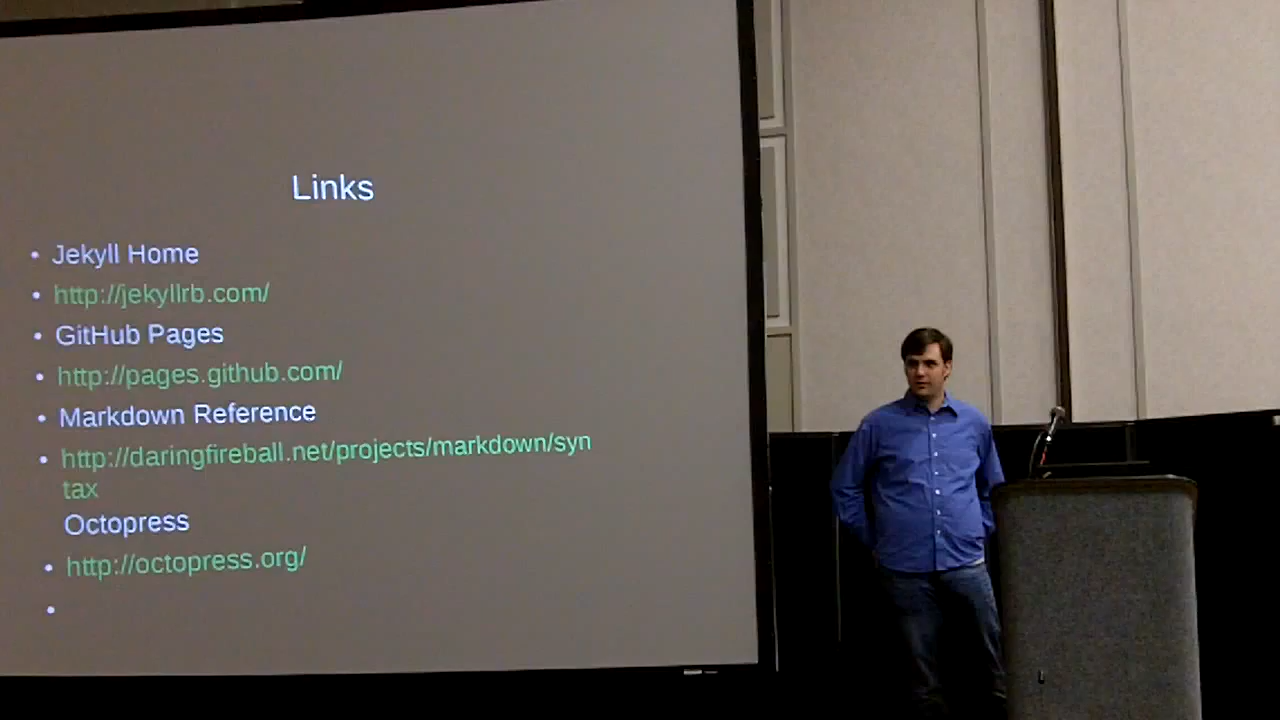 Links
• Jekyll Home
• http://jekyllrb.com/
• GitHub Pages
• http://pages.github.com/
• Markdown Reference
• http://daringfireball.net/projects/markdown/syn
tax
Octopress
• http://octopress.org/
•